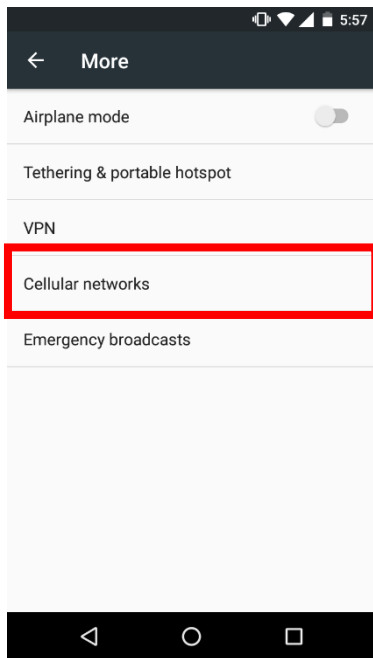 5:57
More
Airplane mode
Tethering & portable hotspot
VPN
Cellular networks
Emergency broadcasts